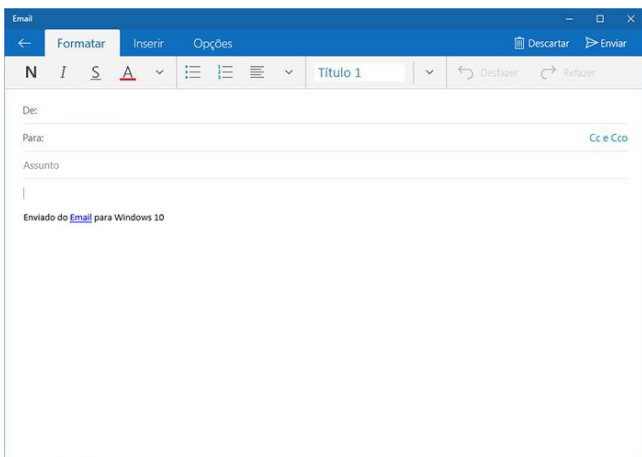 Email
Formatar Inserir Opções Descartar Enviar
N I S A Título 1 Desfazer Refazer
De:
Para: Cc e Cco
Assunto
Enviado do Email para Windows 10